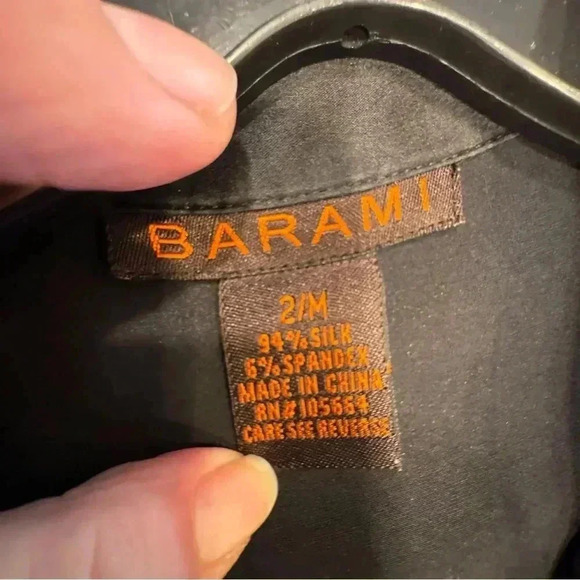 BARAMI
2/M
94% SILK
6% SPANDEX
MADE IN CHINA
RN# 105664
CARE SEE REVERSE